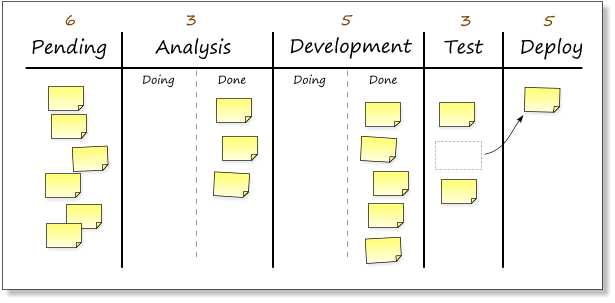 6 3 5 3 5
Pending Analysis Development Test Deploy
Doing Done Doing Done